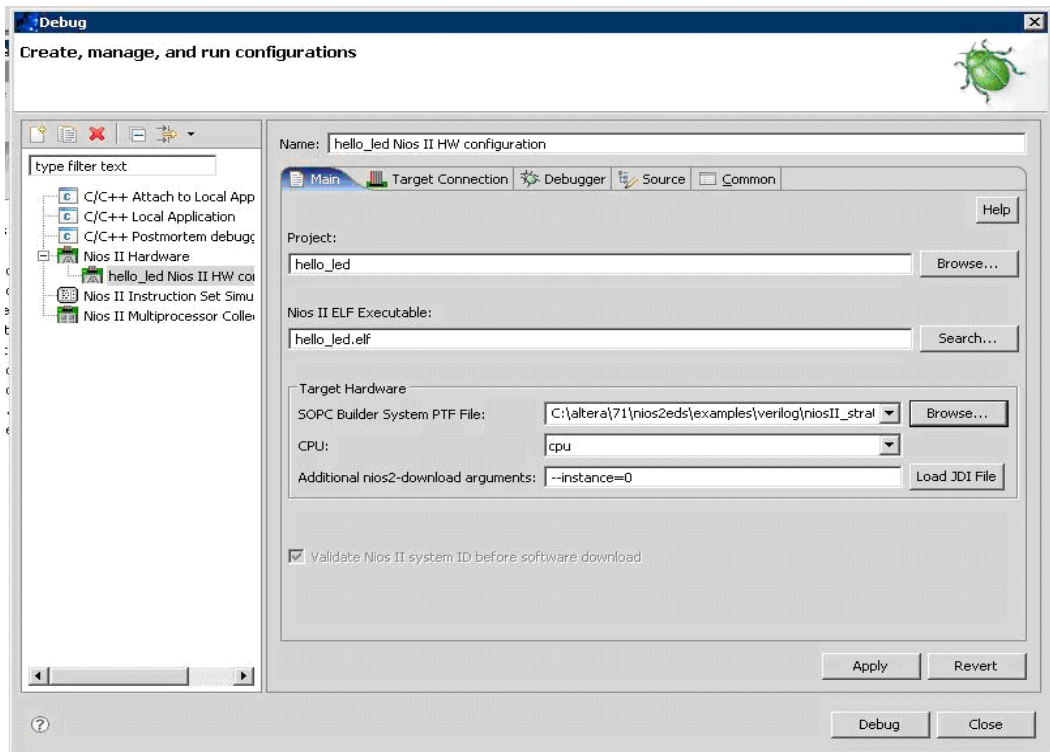 Debug
Create, manage, and run configurations
type filter text
C/C++ Attach to Local App
C/C++ Local Application
C/C++ Postmortem debugg
Nios II Hardware
hello_led Nios II HW co
Nios II Instruction Set Simu
Nios II Multiprocessor Colle
Name: hello_led Nios II HW configuration
Main Target Connection Debugger Source Common
Help
Project:
hello_led Browse...
Nios II ELF Executable:
hello_led.elf Search...
Target Hardware
SOPC Builder System PTF File: C:\altera\71\nios2eds\examples\verilog\niosII_stra Browse...
CPU: cpu
Additional nios2-download arguments: --instance=0 Load JDI File
Validate Nios II system ID before software download
Apply Revert
Debug Close